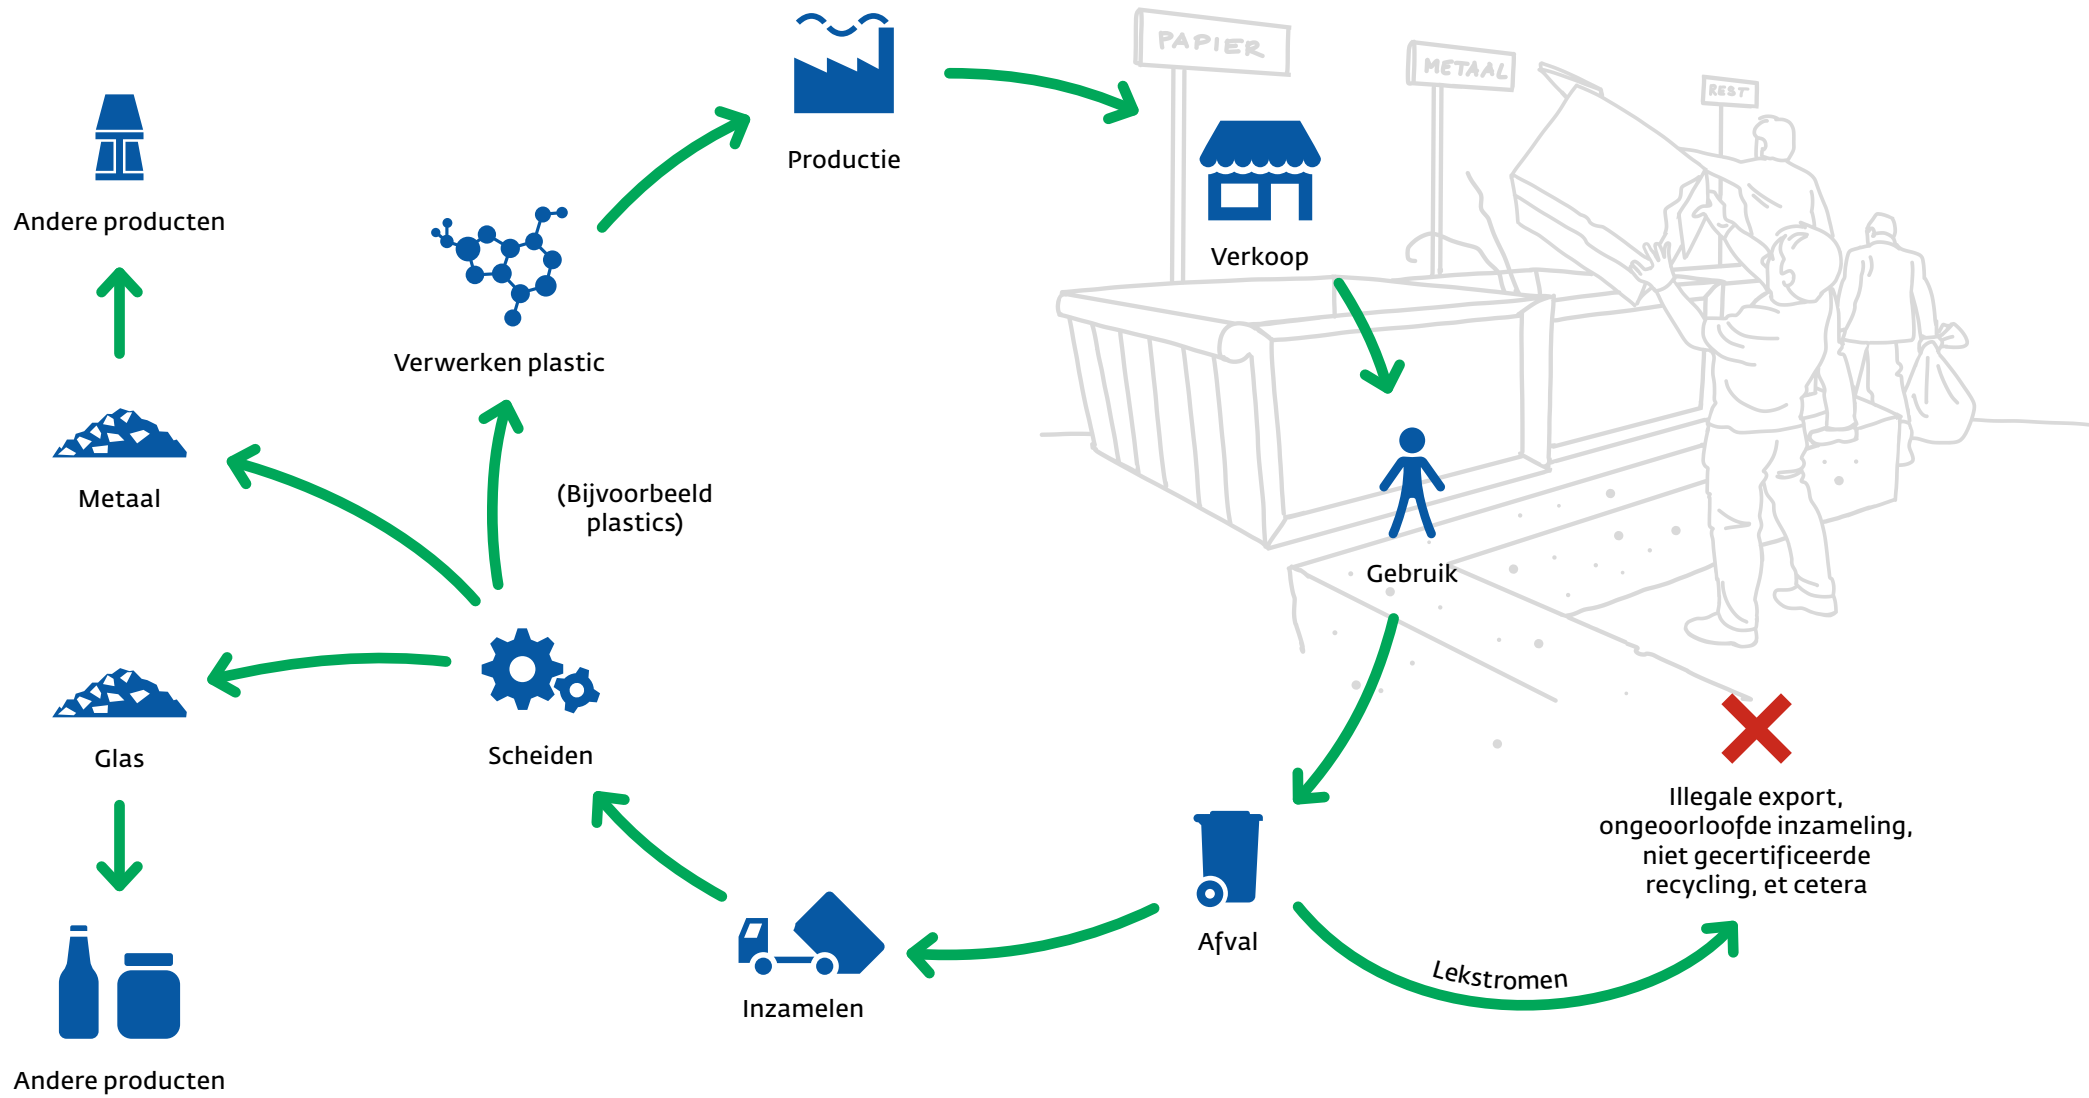 PAPIER
METAAL
REST
Productie
Verkoop
Andere producten
Verwerken plastic
Metaal
(Bijvoorbeeld
plastics)
Gebruik
Glas
Scheiden
Illegale export,
ongeoorloofde inzameling,
niet gecertificeerde
recycling, et cetera
Afval
Lekstromen
Inzamelen
Andere producten